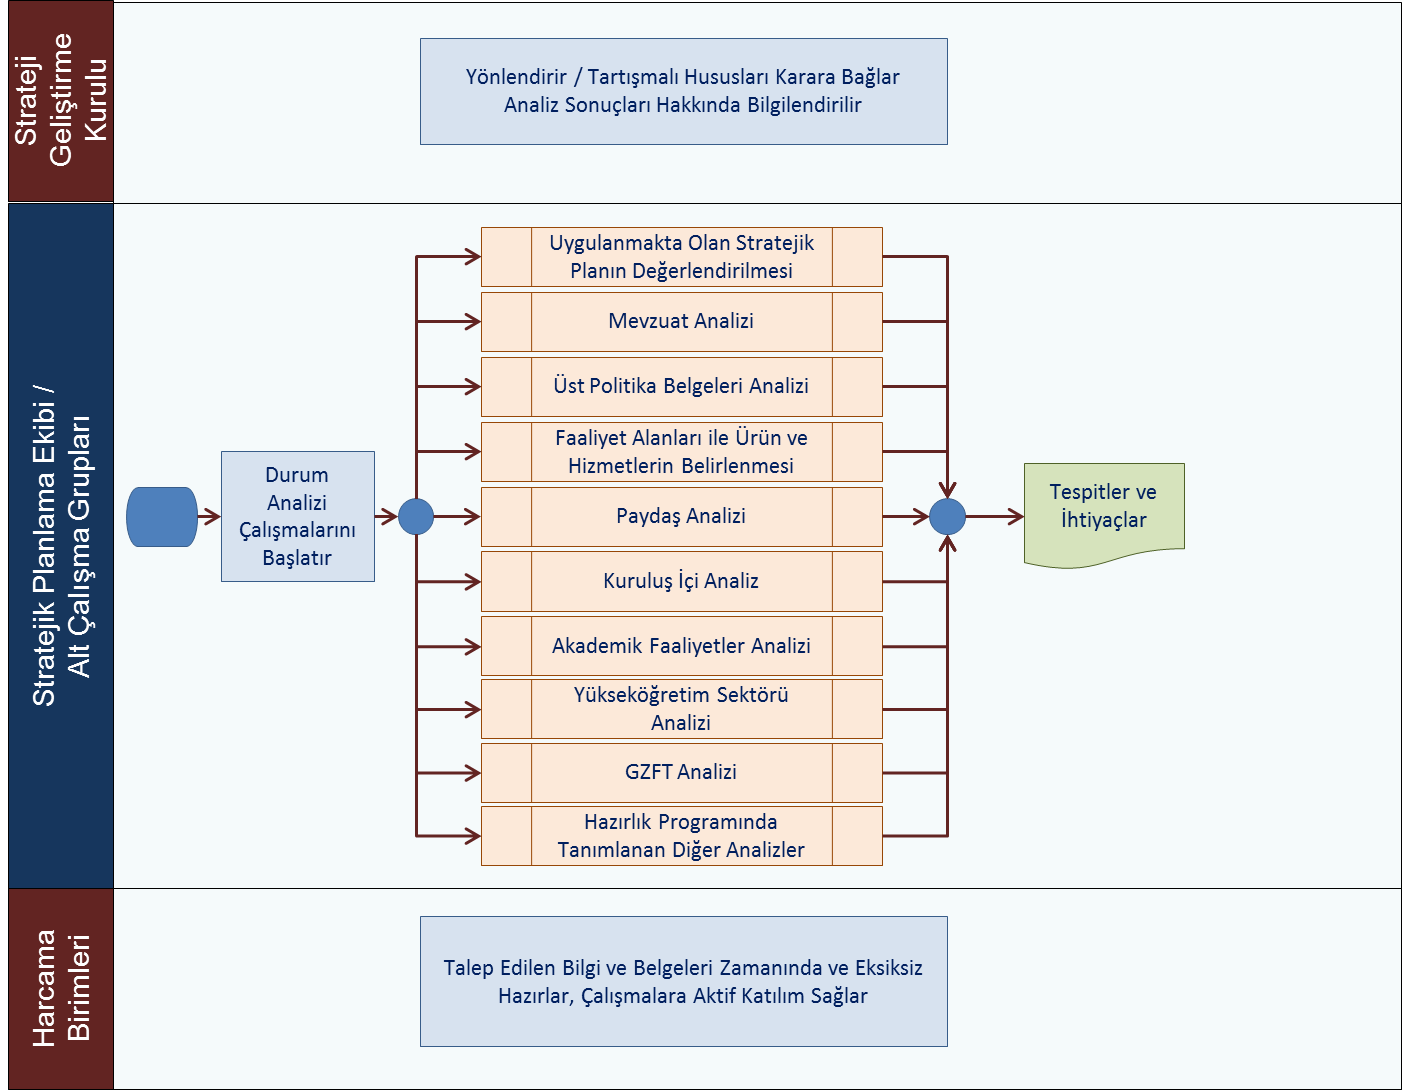 Strateji
Geliştirme
Kurulu
Yönlendirir / Tartışmalı Hususları Karara Bağlar
Analiz Sonuçları Hakkında Bilgilendirilir
Stratejik Planlama Ekibi /
Alt Çalışma Grupları
Durum
Analizi
Çalışmalarını
Başlatır
Uygulanmakta Olan Stratejik
Planın Değerlendirilmesi
Mevzuat Analizi
Üst Politika Belgeleri Analizi
Faaliyet Alanları ile Ürün ve
Hizmetlerin Belirlenmesi
Paydaş Analizi
Kuruluş İçi Analiz
Akademik Faaliyetler Analizi
Yükseköğretim Sektörü
Analizi
GZFT Analizi
Hazırlık Programında
Tanımlanan Diğer Analizler
Tespitler ve
İhtiyaçlar
Harcama
Birimleri
Talep Edilen Bilgi ve Belgeleri Zamanında ve Eksiksiz
Hazırlar, Çalışmalara Aktif Katılım Sağlar